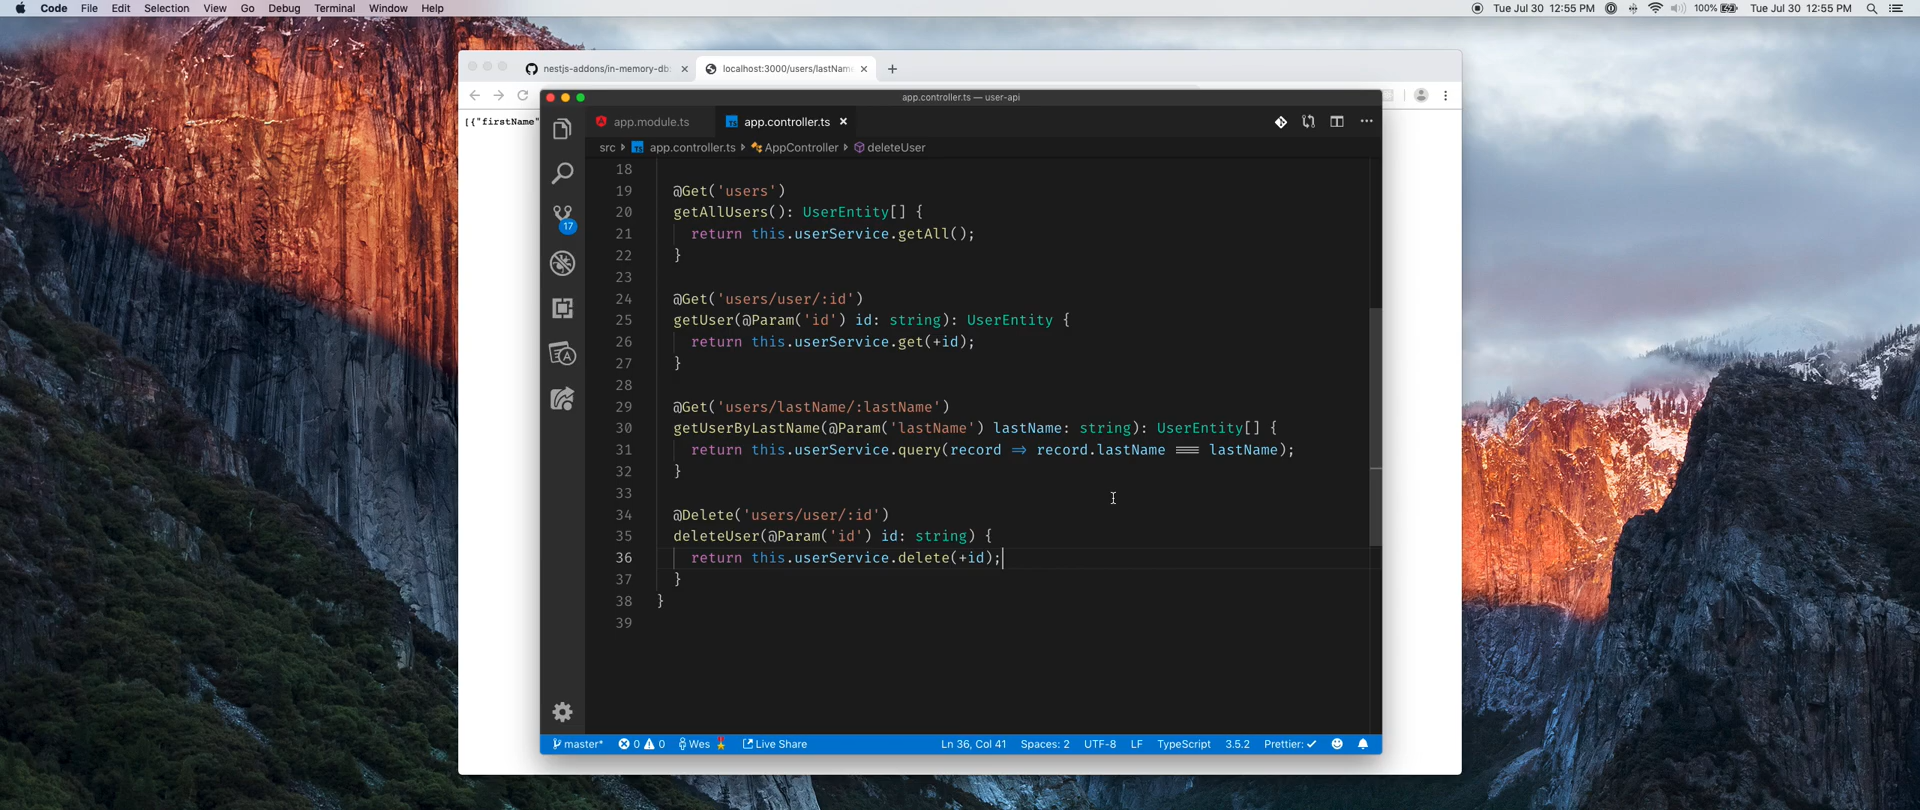 Code File Edit Selection View Go Debug Terminal Window Help
Tue Jul 30 12:55 PM 100% Tue Jul 30 12:55 PM
nestjs-addons/in-memory-db:
localhost:3000/users/lastName
[{"firstName"
app.controller.ts — user-api
app.module.ts app.controller.ts
src app.controller.ts AppController deleteUser
17
18
19 @Get('users')
20 getAllUsers(): UserEntity[] {
21 return this.userService.getAll();
22 }
23
24 @Get('users/user/:id')
25 getUser(@Param('id') id: string): UserEntity {
26 return this.userService.get(+id);
27 }
28
29 @Get('users/lastName/:lastName')
30 getUserByLastName(@Param('lastName') lastName: string): UserEntity[] {
31 return this.userService.query(record => record.lastName === lastName);
32 }
33
34 @Delete('users/user/:id')
35 deleteUser(@Param('id') id: string) {
36 return this.userService.delete(+id);
37 }
38 }
39
master* 0 0 Wes Live Share Ln 36, Col 41 Spaces: 2 UTF-8 LF TypeScript 3.5.2 Prettier: ✓